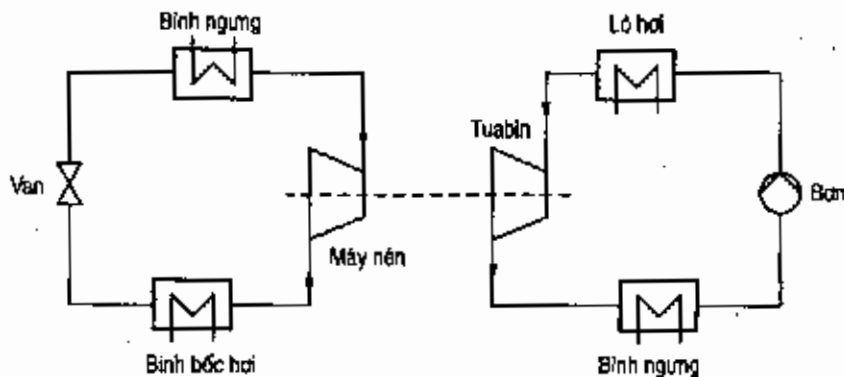 Bình ngưng
Lò hơi
Tuabin
Van
Bơm
Máy nén
Bình bốc hơi
Bình ngưng